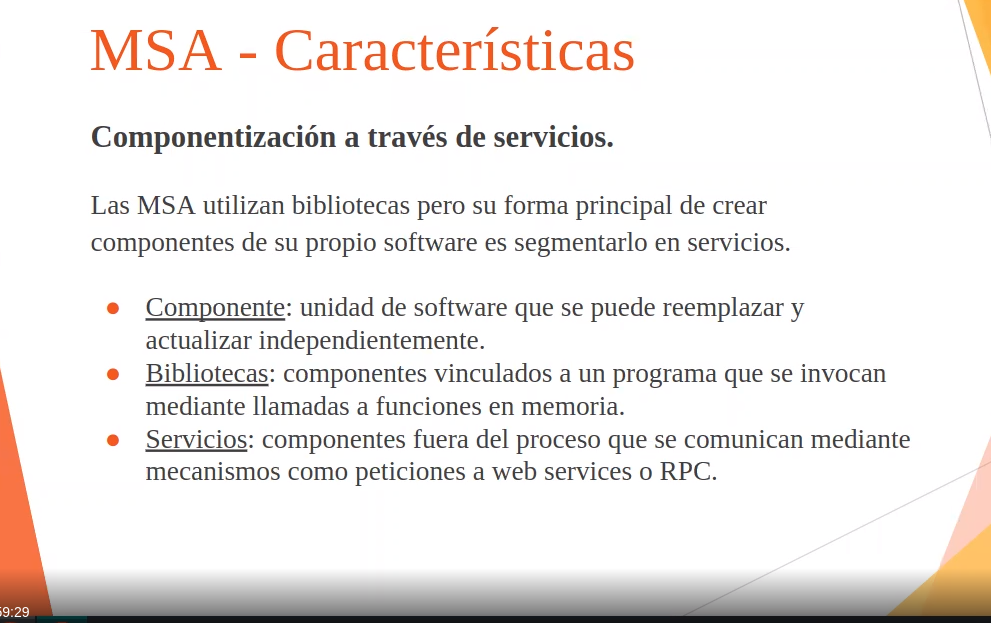 MSA - Características
Componentización a través de servicios.
Las MSA utilizan bibliotecas pero su forma principal de crear
componentes de su propio software es segmentarlo en servicios.
Componente: unidad de software que se puede reemplazar y
actualizar independientemente.
Bibliotecas: componentes vinculados a un programa que se invocan
mediante llamadas a funciones en memoria.
Servicios: componentes fuera del proceso que se comunican mediante
mecanismos como peticiones a web services o RPC.
9:29